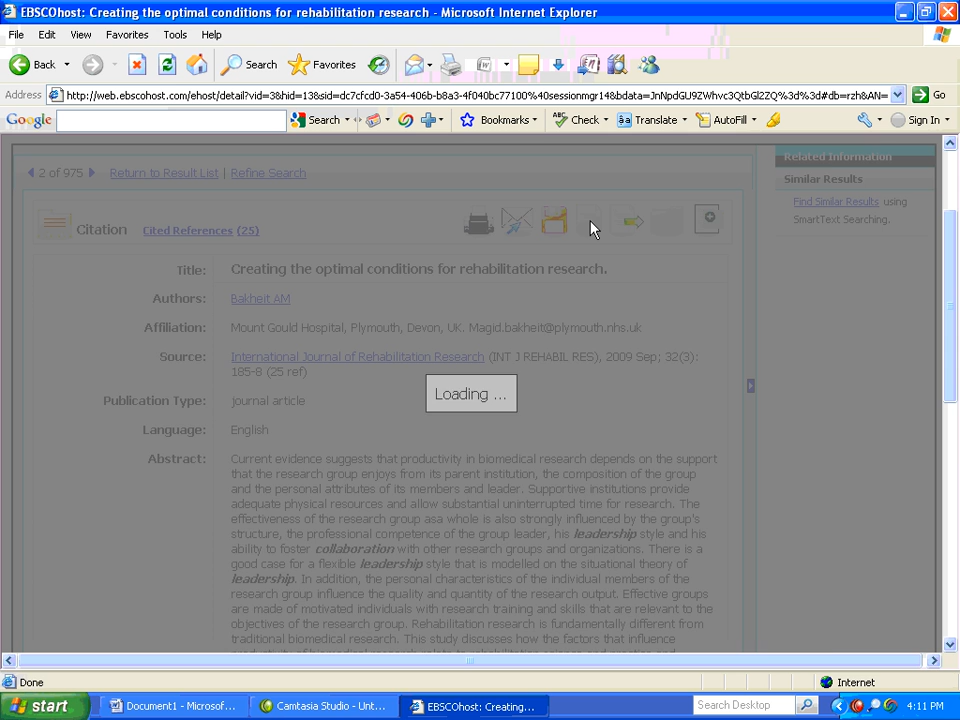 EBSCOhost: Creating the optimal conditions for rehabilitation research - Microsoft Internet Explorer
File Edit View Favorites Tools Help
Back Search Favorites
Address http://web.ebscohost.com/ehost/detail?vid=3&hid=13&sid=dc7cfcd0-3a54-406b-b8a3-4f040bc77100%40sessionmgr14&bdata=JnNpdGU9ZWhvc3QtbGl2ZQ%3d%3d#db=rzh&AN= Go
Google Search Bookmarks Check Translate AutoFill Sign In
2 of 975 Return to Result List | Refine Search
Related Information
Similar Results
Find Similar Results using
SmartText Searching.
Citation Cited References (25)
Title: Creating the optimal conditions for rehabilitation research.
Authors: Bakheit AM
Affiliation: Mount Gould Hospital, Plymouth, Devon, UK. Magid.bakheit@plymouth.nhs.uk
Source: International Journal of Rehabilitation Research (INT J REHABIL RES), 2009 Sep; 32(3):
185-8 (25 ref)
Loading ...
Publication Type: journal article
Language: English
Abstract: Current evidence suggests that productivity in biomedical research depends on the support
that the research group enjoys from its parent institution, the composition of the group
and the personal attributes of its members and leader. Supportive institutions provide
adequate physical resources and allow substantial uninterrupted time for research. The
effectiveness of the research group asa whole is also strongly influenced by the group's
structure, the professional competence of the group leader, his leadership style and his
ability to foster collaboration with other research groups and organizations. There is a
good case for a flexible leadership style that is modelled on the situational theory of
leadership. In addition, the personal characteristics of the individual members of the
research group influence the quality and quantity of the research output. Effective groups
are made of motivated individuals with research training and skills that are relevant to the
objectives of the research group. Rehabilitation research is fundamentally different from
traditional biomedical research. This study discusses how the factors that influence
Done Internet
start Document1 - Microsof... Camtasia Studio - Unt... EBSCOhost: Creating... Search Desktop 4:11 PM